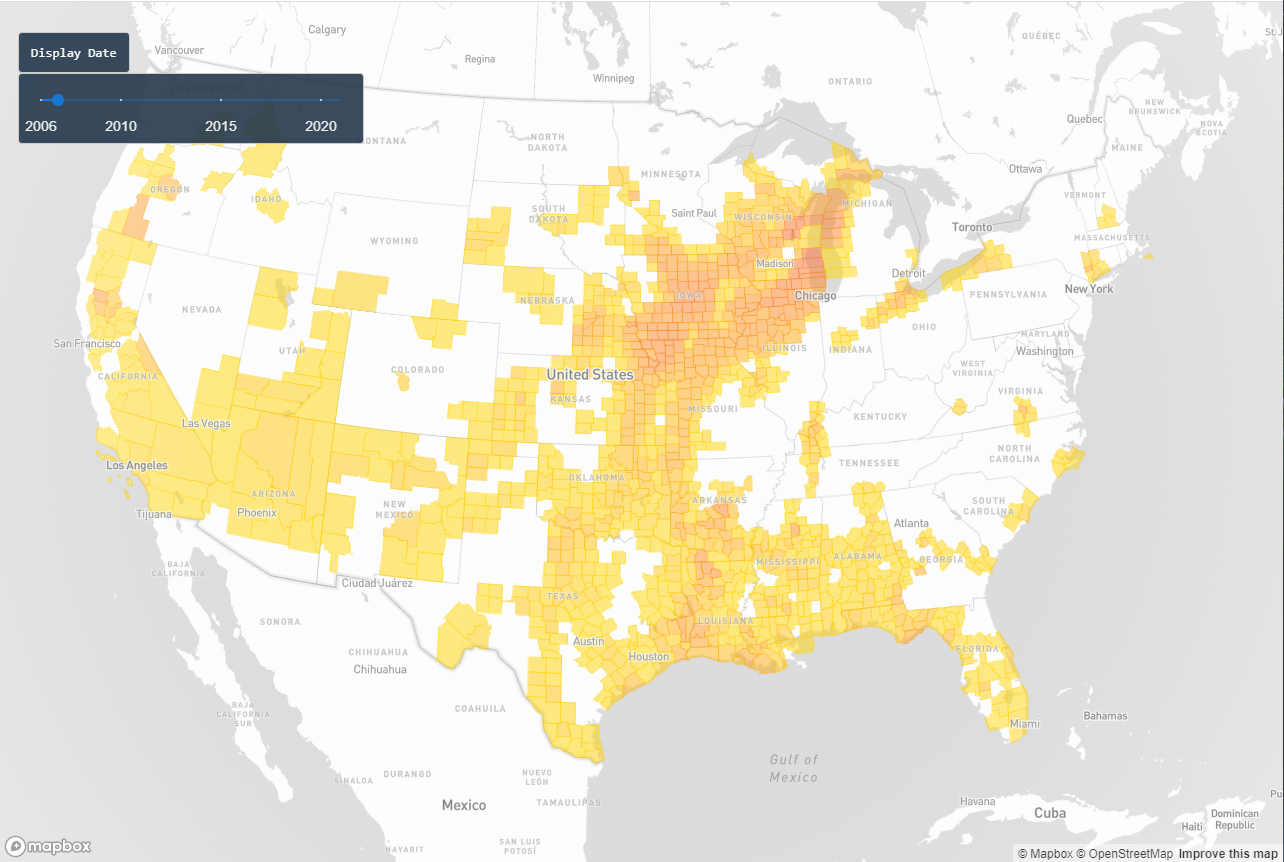 Calgary
Vancouver
Display Date
Regina
Winnipeg
ONTARIO
QUÉBEC
WASHINGTON
2006 2010 2015 2020
MONTANA
NORTH
DAKOTA
MINNESOTA
Quebec
NEW
BRUNSWICK
NOVA
SCOTIA
MAINE
Ottawa
OREGON
IDAHO
SOUTH
DAKOTA
Saint Paul
WISCONSIN
MICHIGAN
VERMONT
Toronto
MASSACHUSETTS
WYOMING
Madison
Detroit
New York
NEVADA
NEBRASKA
IOWA
Chicago
PENNSYLVANIA
San Francisco
UTAH
ILLINOIS
INDIANA
OHIO
MARYLAND
Washington
COLORADO
United States
CALIFORNIA
KANSAS
MISSOURI
WEST
VIRGINIA
VIRGINIA
KENTUCKY
Las Vegas
Los Angeles
NORTH
CAROLINA
TENNESSEE
OKLAHOMA
ARIZONA
Phoenix
Tijuana
NEW
MEXICO
ARKANSAS
SOUTH
CAROLINA
Atlanta
BAJA
CALIFORNIA
Ciudad Juárez
MISSISSIPPI
ALABAMA
GEORGIA
TEXAS
SONORA
LOUISIANA
Austin
Houston
FLORIDA
CHIHUAHUA
Chihuahua
BAJA
CALIFORNIA
SUR
COAHUILA
Miami
Bahamas
Gulf of
Mexico
SINALOA
DURANGO
NUEVO
LEÓN
Mexico
TAMAULIPAS
Havana
Cuba
Haiti
Dominican
Republic
NAYARIT
SAN LUIS
POTOSÍ
mapbox
© Mapbox © OpenStreetMap Improve this map